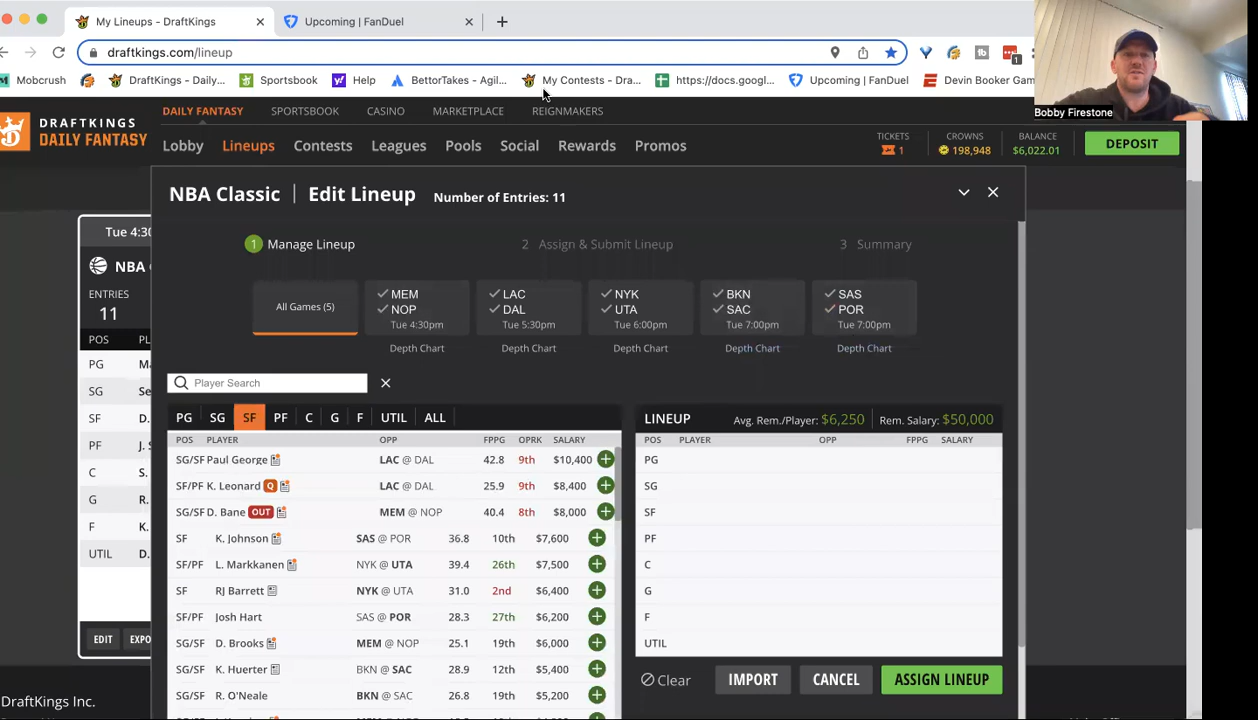 My Lineups - DraftKings
Upcoming | FanDuel
draftkings.com/lineup
Mobcrush
DraftKings - Daily...
Sportsbook
Help
BettorTakes - Agil...
My Contests - Dra...
https://docs.googl...
Upcoming | FanDuel
Devin Booker Gam
1
Bobby Firestone
DRAFTKINGS
DAILY FANTASY
DAILY FANTASY SPORTSBOOK CASINO MARKETPLACE REIGNMAKERS
Lobby Lineups Contests Leagues Pools Social Rewards Promos
TICKETS CROWNS BALANCE
1 198,948 $6,022.01
DEPOSIT
NBA Classic | Edit Lineup Number of Entries: 11
1 Manage Lineup 2 Assign & Submit Lineup 3 Summary
All Games (5)
MEM
NOP
Tue 4:30pm
Depth Chart
LAC
DAL
Tue 5:30pm
Depth Chart
NYK
UTA
Tue 6:00pm
Depth Chart
BKN
SAC
Tue 7:00pm
Depth Chart
SAS
POR
Tue 7:00pm
Depth Chart
Tue 4:30
NBA
ENTRIES
11
POS PL
PG Ma
SG Se
SF D.
PF J. S
C S.
G R.
F K.
UTIL D.
EDIT EXPO
Player Search
PG SG SF PF C G F UTIL ALL
POS PLAYER OPP FPPG OPRK SALARY
SG/SF Paul George LAC @ DAL 42.8 9th $10,400
SF/PF K. Leonard Q LAC @ DAL 25.9 9th $8,400
SG/SF D. Bane OUT MEM @ NOP 40.4 8th $8,000
SF K. Johnson SAS @ POR 36.8 10th $7,600
SF/PF L. Markkanen NYK @ UTA 39.4 26th $7,500
SF RJ Barrett NYK @ UTA 31.0 2nd $6,400
SF/PF Josh Hart SAS @ POR 28.3 27th $6,200
SG/SF D. Brooks MEM @ NOP 25.1 19th $6,000
SG/SF K. Huerter BKN @ SAC 28.9 12th $5,400
SG/SF R. O'Neale BKN @ SAC 26.8 19th $5,200
LINEUP Avg. Rem./Player: $6,250 Rem. Salary: $50,000
POS PLAYER OPP FPPG SALARY
PG
SG
SF
PF
C
G
F
UTIL
Clear IMPORT CANCEL ASSIGN LINEUP
DraftKings Inc.